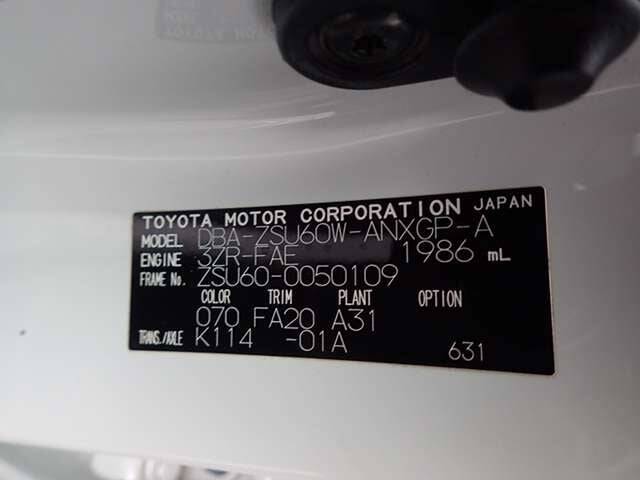 TOYOTA MOTOR CORPORATION JAPAN
MODEL DBA-ZSU60W-ANXGP-A
ENGINE 3ZR-FAE 1986 mL
FRAME No. ZSU60-0050109
COLOR TRIM PLANT OPTION
070 FA20 A31
TRANS./AXLE K114 -01A
631